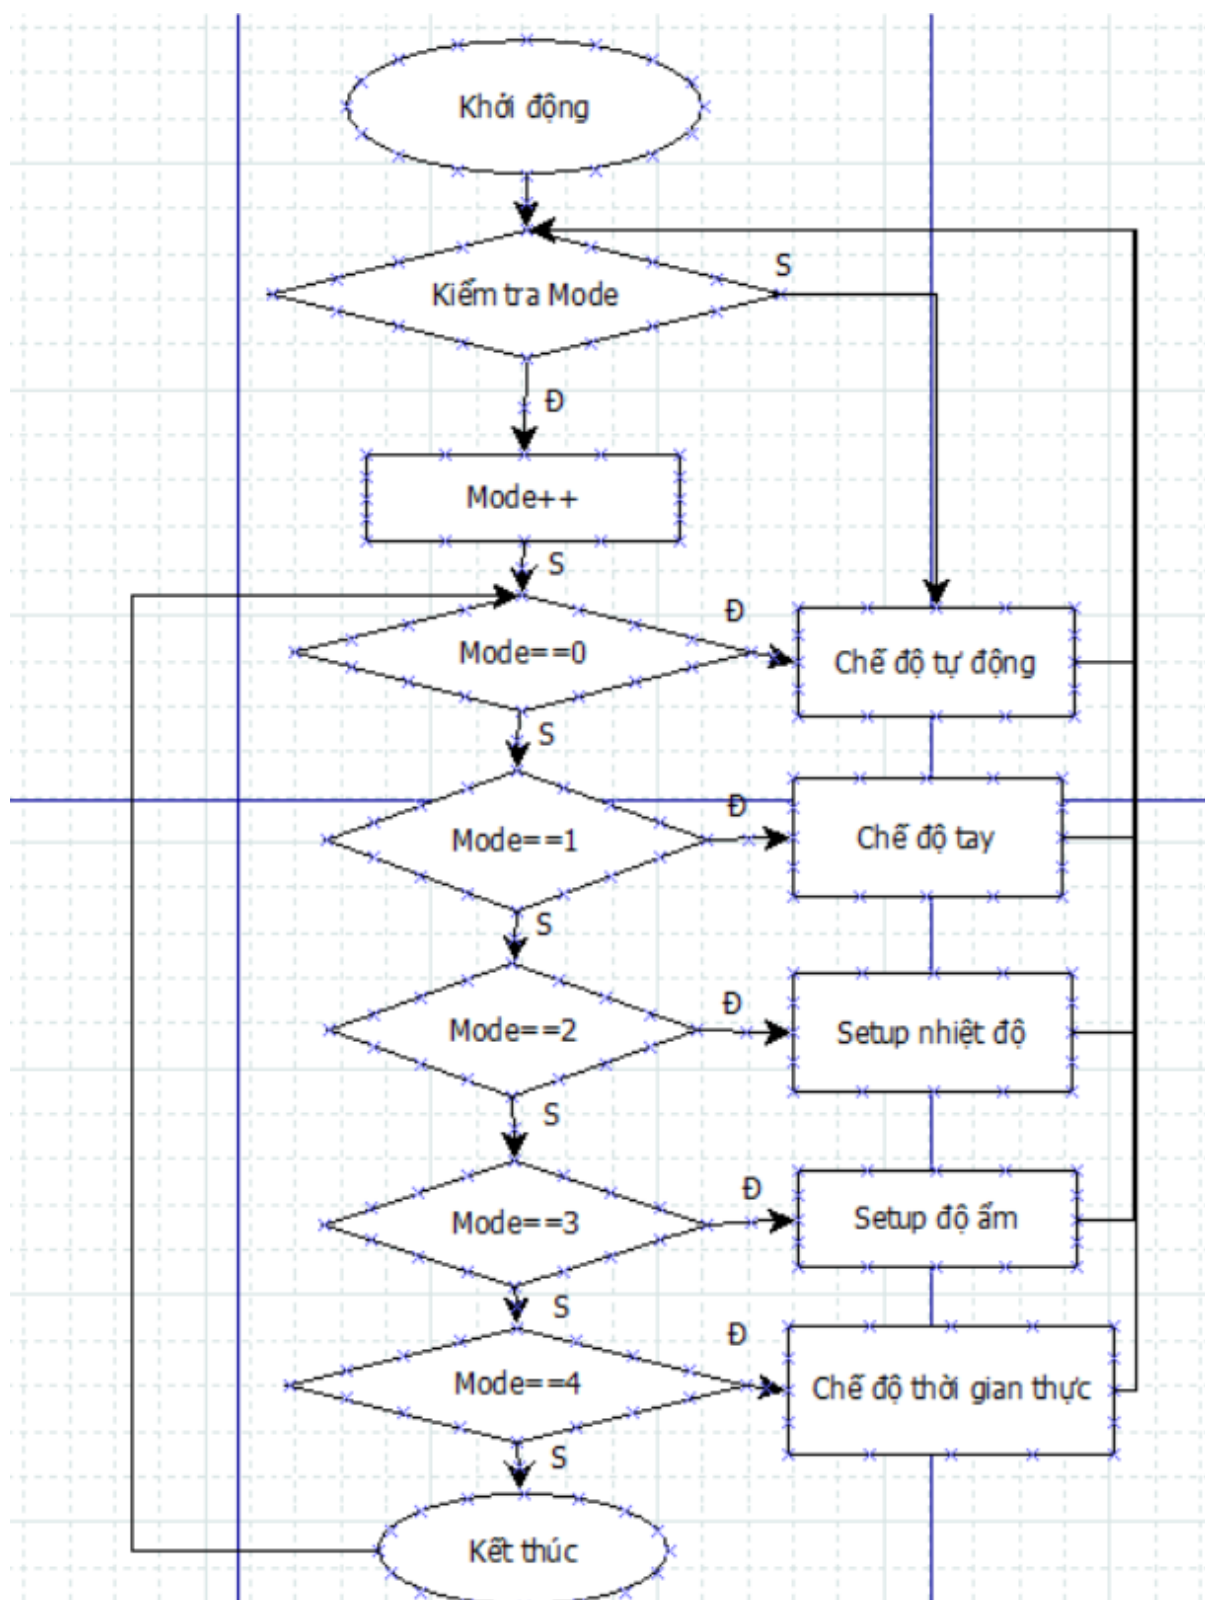 Khởi động
S
Kiểm tra Mode
Đ
Mode++
S
Đ
Mode==0
Chế độ tự động
S
Đ
Mode==1
Chế độ tay
S
Đ
Mode==2
Setup nhiệt độ
S
Đ
Mode==3
Setup độ ẩm
S
Đ
Mode==4
Chế độ thời gian thực
S
Kết thúc